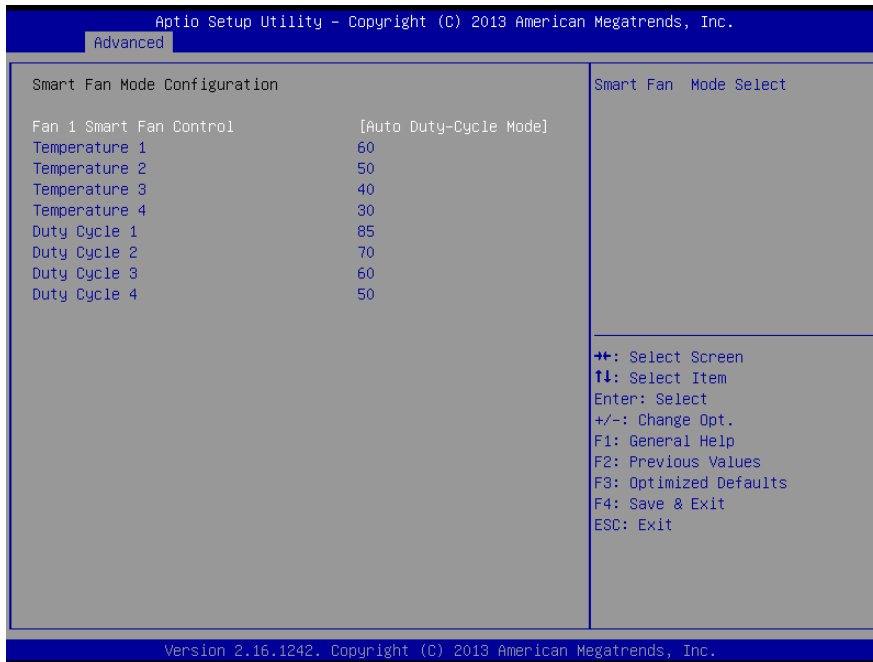 Aptio Setup Utility – Copyright (C) 2013 American Megatrends, Inc.
Advanced
Smart Fan Mode Configuration
Fan 1 Smart Fan Control [Auto Duty-Cycle Mode]
Temperature 1 60
Temperature 2 50
Temperature 3 40
Temperature 4 30
Duty Cycle 1 85
Duty Cycle 2 70
Duty Cycle 3 60
Duty Cycle 4 50
Smart Fan  Mode Select
→←: Select Screen
↑↓: Select Item
Enter: Select
+/-: Change Opt.
F1: General Help
F2: Previous Values
F3: Optimized Defaults
F4: Save & Exit
ESC: Exit
Version 2.16.1242. Copyright (C) 2013 American Megatrends, Inc.